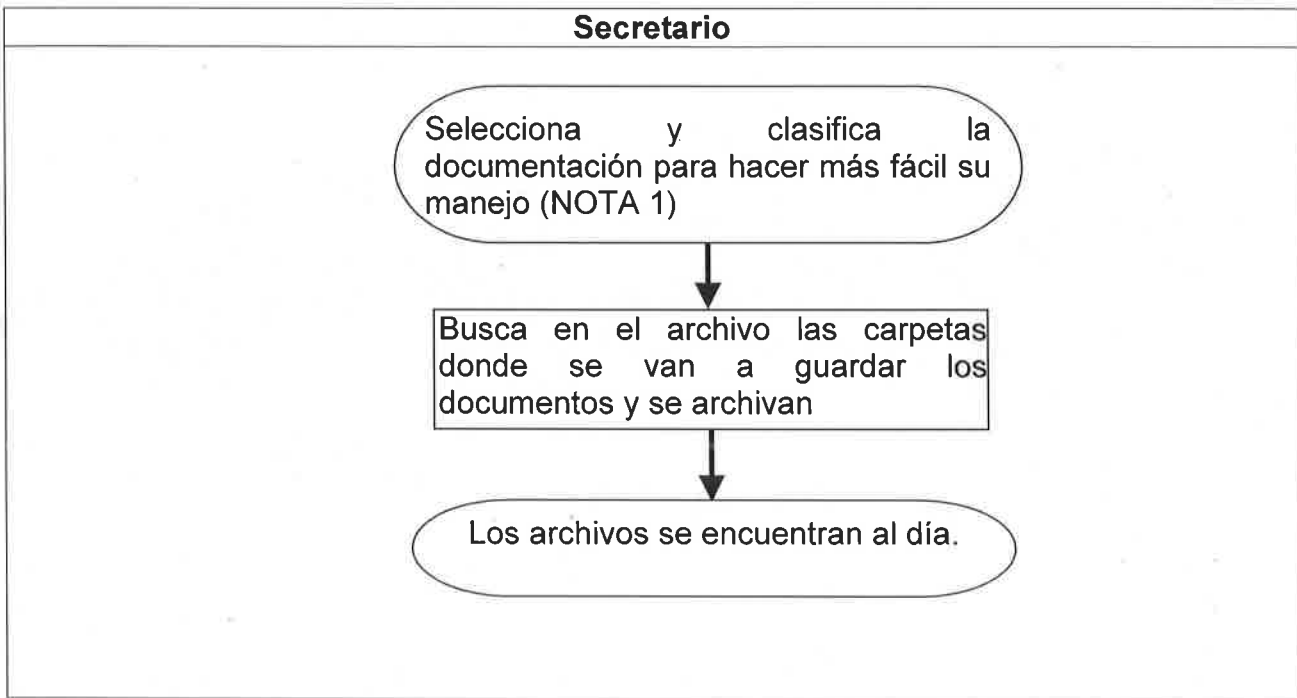 Secretario
Selecciona y clasifica la
documentación para hacer más fácil su
manejo (NOTA 1)
Busca en el archivo las carpetas
donde se van a guardar los
documentos y se archivan
Los archivos se encuentran al día.